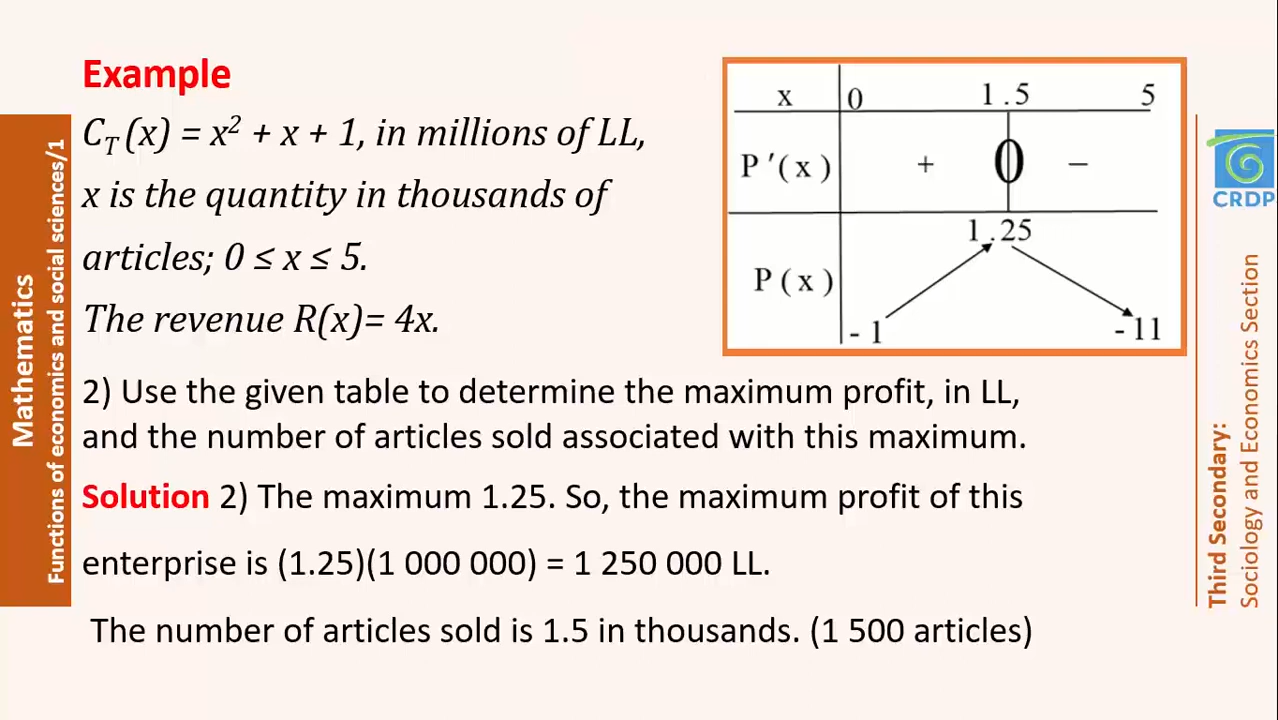 Mathematics
Functions of economics and social sciences/1
Example
C_T (x) = x² + x + 1, in millions of LL,
x is the quantity in thousands of
articles; 0 ≤ x ≤ 5.
The revenue R(x)= 4x.
x 0 1.5 5
P'(x) + 0 −
1.25
P(x)
-1 -11
2) Use the given table to determine the maximum profit, in LL,
and the number of articles sold associated with this maximum.
Solution 2) The maximum 1.25. So, the maximum profit of this
enterprise is (1.25)(1 000 000) = 1 250 000 LL.
The number of articles sold is 1.5 in thousands. (1 500 articles)
CRDP
Third Secondary:
Sociology and Economics Section